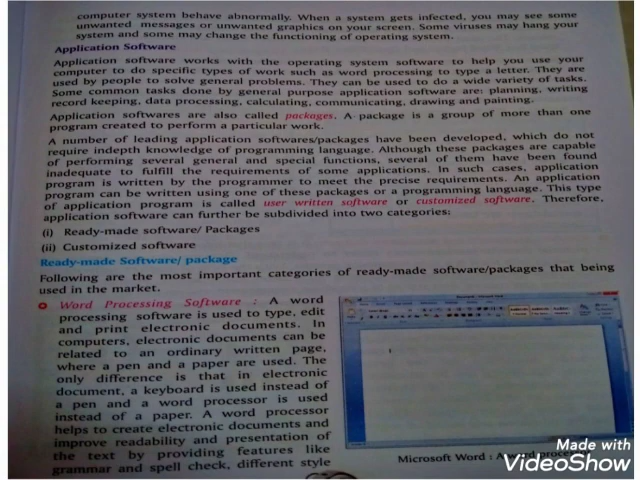 computer system behave abnormally. When a system gets infected, you may see some
unwanted messages or unwanted graphics on your screen. Some viruses may hang your
system and some may change the functioning of operating system.
Application Software
Application software works with the operating system software to help you use your
computer to do specific types of work such as word processing to type a letter. They are
used by people to solve general problems. They can be used to do a wide variety of tasks.
Some common tasks done by general purpose application software are: planning, writing
record keeping, data processing, calculating, communicating, drawing and painting.
Application softwares are also called packages. A package is a group of more than one
program created to perform a particular work.
A number of leading application softwares/packages have been developed, which do not
require indepth knowledge of programming language. Although these packages are capable
of performing several general and special functions, several of them have been found
inadequate to fulfill the requirements of some applications. In such cases, application
program is written by the programmer to meet the precise requirements. An application
program can be written using one of these packages or a programming language. This type
of application program is called user written software or customized software. Therefore,
application software can further be subdivided into two categories:
(i) Ready-made software/ Packages
(ii) Customized software
Ready-made Software/ package
Following are the most important categories of ready-made software/packages that being
used in the market.
Word Processing Software : A word
processing software is used to type, edit
and print electronic documents. In
computers, electronic documents can be
related to an ordinary written page,
where a pen and a paper are used. The
only difference is that in electronic
document, a keyboard is used instead of
a pen and a word processor is used
instead of a paper. A word processor
helps to create electronic documents and
improve readability and presentation of
the text by providing features like
grammar and spell check, different style
Microsoft Word : A word
Made with
VideoShow